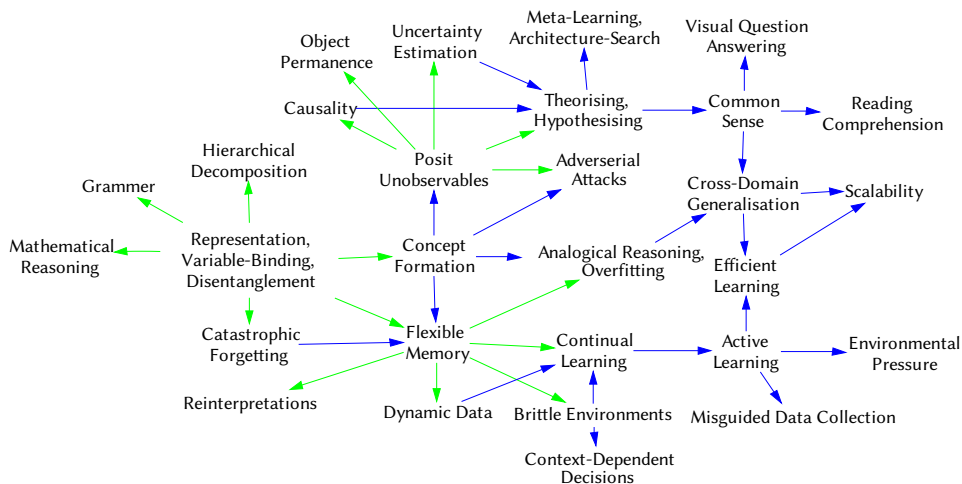 Meta-Learning,
Architecture-Search
Visual Question
Answering
Uncertainty
Estimation
Object
Permanence
Causality
Theorising,
Hypothesising
Common
Sense
Reading
Comprehension
Hierarchical
Decomposition
Posit
Unobservables
Adverserial
Attacks
Grammer
Cross-Domain
Generalisation
Scalability
Mathematical
Reasoning
Representation,
Variable-Binding,
Disentanglement
Concept
Formation
Analogical Reasoning,
Overfitting
Efficient
Learning
Catastrophic
Forgetting
Flexible
Memory
Continual
Learning
Active
Learning
Environmental
Pressure
Reinterpretations
Dynamic Data
Brittle Environments
Misguided Data Collection
Context-Dependent
Decisions